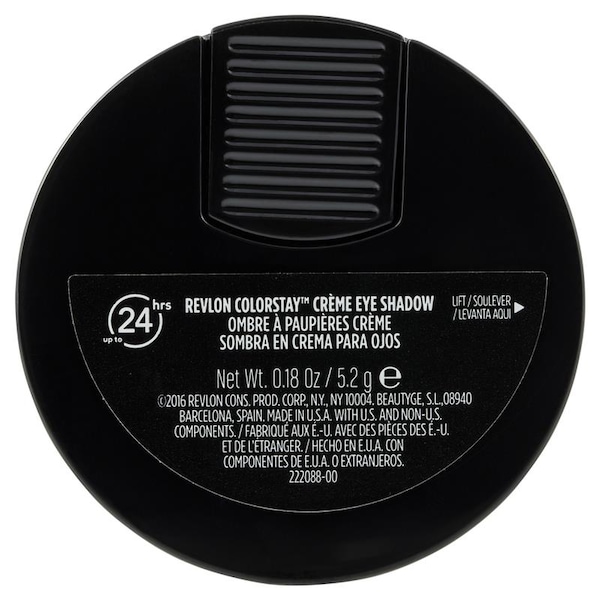 up to 24 hrs
REVLON COLORSTAY™ CRÈME EYE SHADOW
OMBRE À PAUPIÈRES CRÈME
SOMBRA EN CREMA PARA OJOS
LIFT / SOULEVER
/ LEVANTA AQUI ▶
Net Wt. 0.18 Oz / 5.2 g ℮
©2016 REVLON CONS. PROD. CORP., N.Y., NY 10004. BEAUTYGE, S.L.,08940
BARCELONA, SPAIN. MADE IN U.S.A. WITH U.S. AND NON-U.S.
COMPONENTS. / FABRIQUÉ AUX É.-U. AVEC DES PIÈCES DES É.-U.
ET DE L'ÉTRANGER. / HECHO EN E.U.A. CON
COMPONENTES DE E.U.A. O EXTRANJEROS.
222088-00